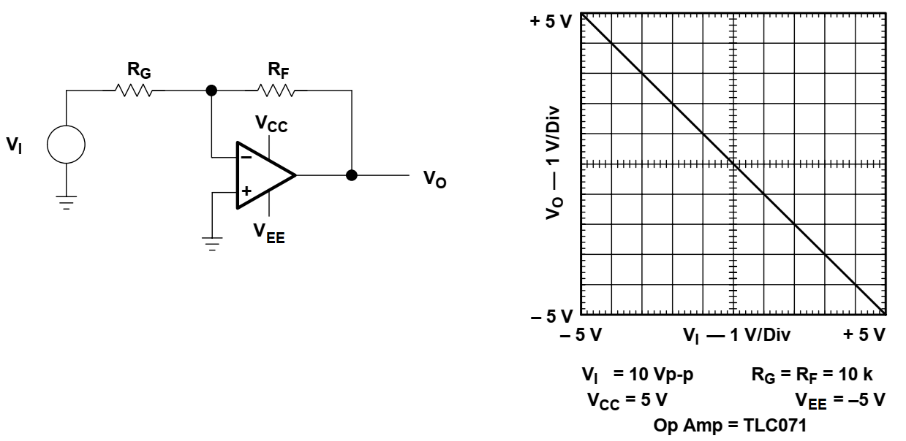 RG
RF
VI
VCC
VO
VEE
+ 5 V
VO — 1 V/Div
– 5 V
– 5 V
VI — 1 V/Div
+ 5 V
VI = 10 Vp-p
RG = RF = 10 k
VCC = 5 V
VEE = –5 V
Op Amp = TLC071